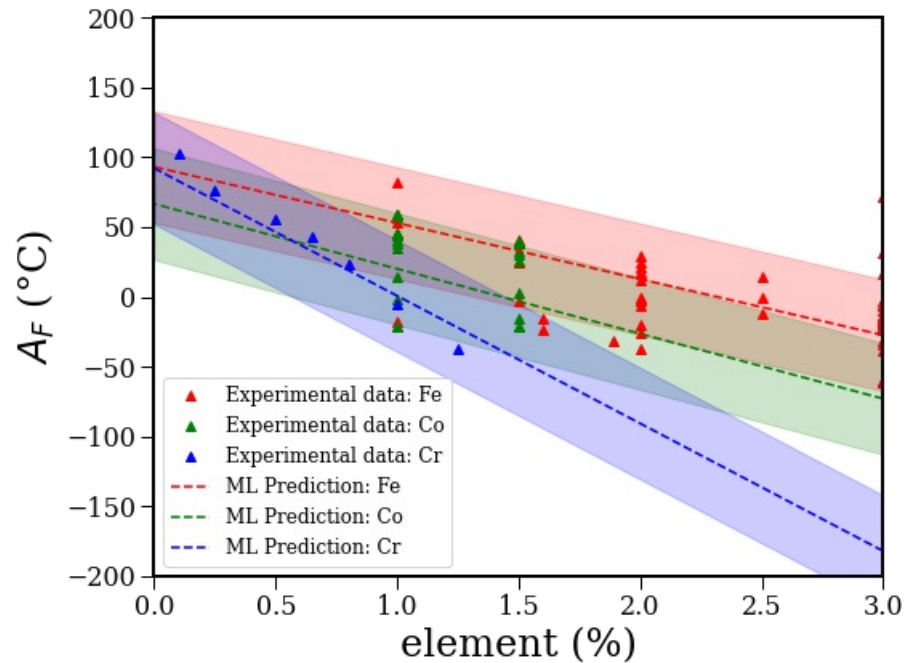 200
150
100
50
0
−50
−100
−150
−200
A_F (°C)
Experimental data: Fe
Experimental data: Co
Experimental data: Cr
ML Prediction: Fe
ML Prediction: Co
ML Prediction: Cr
0.0 0.5 1.0 1.5 2.0 2.5 3.0
element (%)